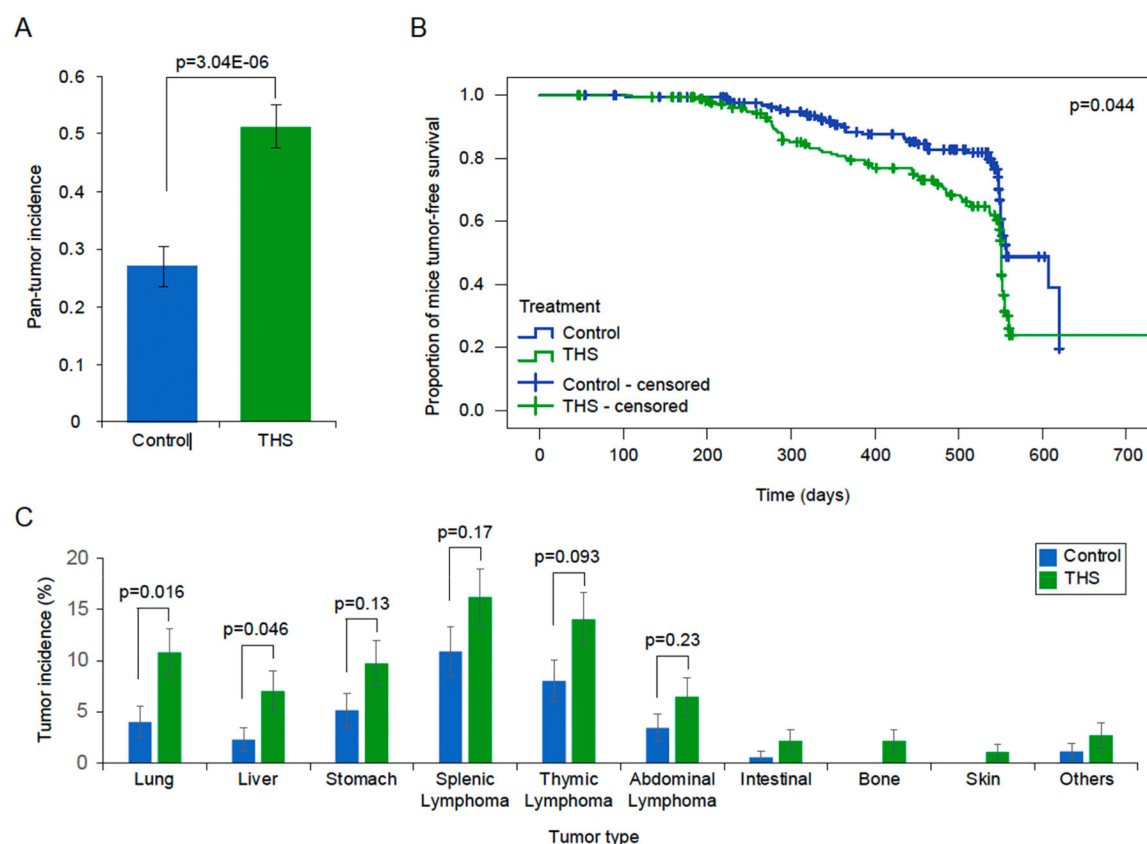 A
p=3.04E-06
Pan-tumor incidence
0.6
0.5
0.4
0.3
0.2
0.1
0
Control|
THS
B
p=0.044
Proportion of mice tumor-free survival
1.0
0.8
0.6
0.4
0.2
0.0
Treatment
Control
THS
Control - censored
THS - censored
0 100 200 300 400 500 600 700
Time (days)
C
Tumor incidence (%)
20
15
10
5
0
p=0.016
p=0.046
p=0.13
p=0.17
p=0.093
p=0.23
Control
THS
Lung
Liver
Stomach
Splenic
Lymphoma
Thymic
Lymphoma
Abdominal
Lymphoma
Intestinal
Bone
Skin
Others
Tumor type